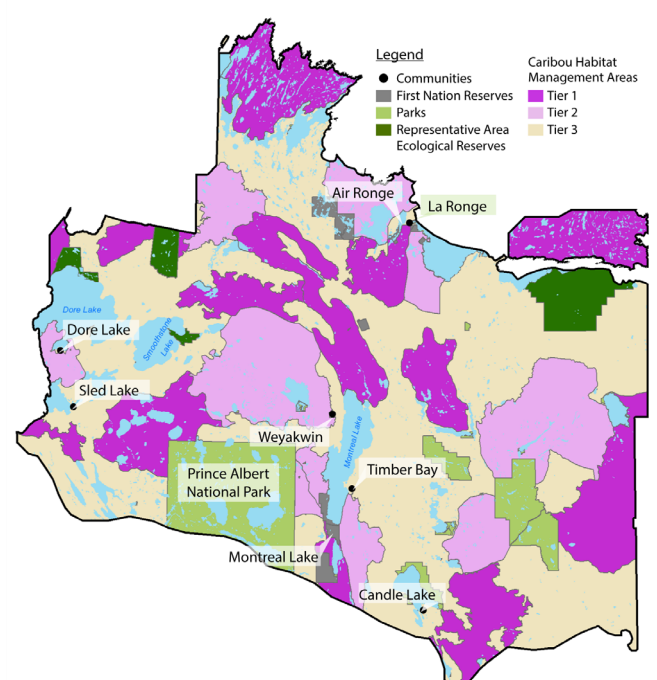 Legend
Communities
First Nation Reserves
Parks
Representative Area
Ecological Reserves
Caribou Habitat
Management Areas
Tier 1
Tier 2
Tier 3
Air Ronge
La Ronge
Dore Lake
Dore Lake
Smoothstone
Lake
Sled Lake
Weyakwin
Montreal Lake
Timber Bay
Prince Albert
National Park
Montreal Lake
Candle Lake